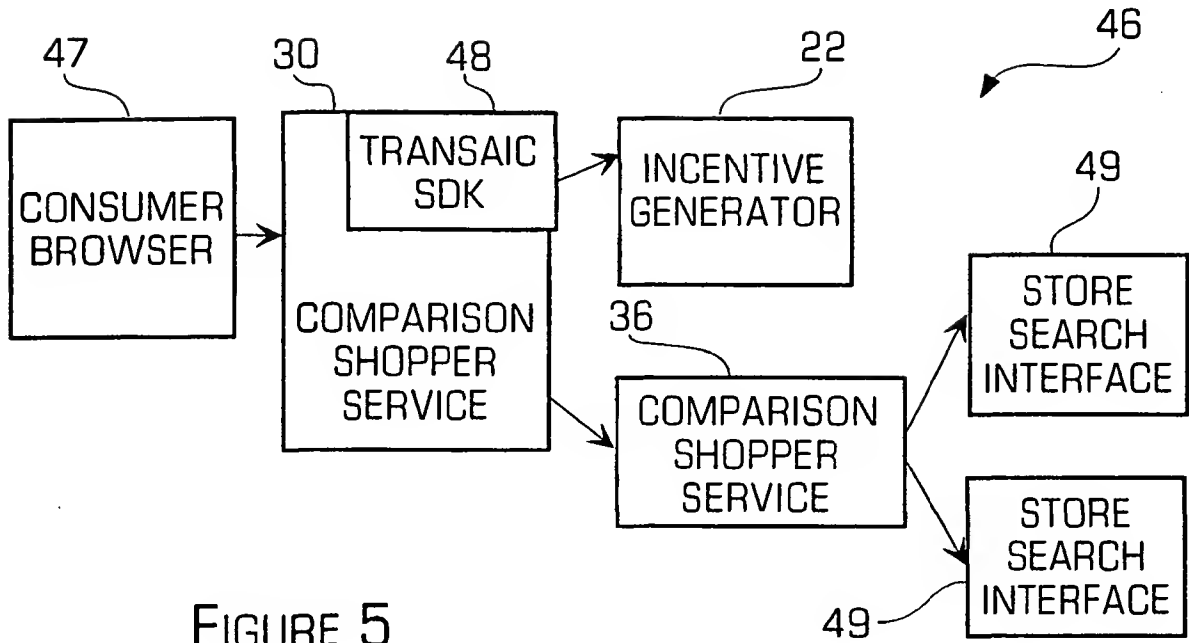 46
47
30
48
22
CONSUMER
BROWSER
TRANSAIC
SDK
COMPARISON
SHOPPER
SERVICE
INCENTIVE
GENERATOR
36
COMPARISON
SHOPPER
SERVICE
49
STORE
SEARCH
INTERFACE
STORE
SEARCH
INTERFACE
49
FIGURE 5